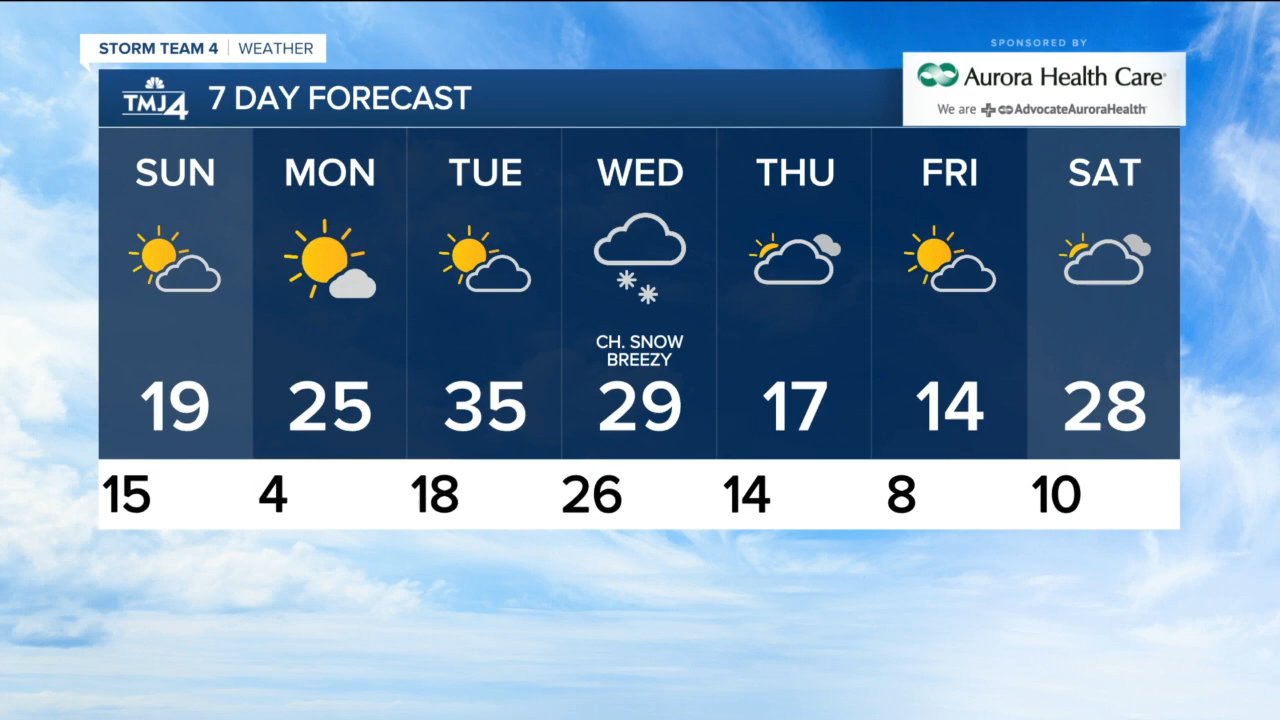 STORM TEAM 4 | WEATHER
SPONSORED BY
Aurora Health Care®
We are AdvocateAuroraHealth
TMJ4 7 DAY FORECAST
SUN MON TUE WED THU FRI SAT
CH. SNOW
BREEZY
19 25 35 29 17 14 28
15 4 18 26 14 8 10